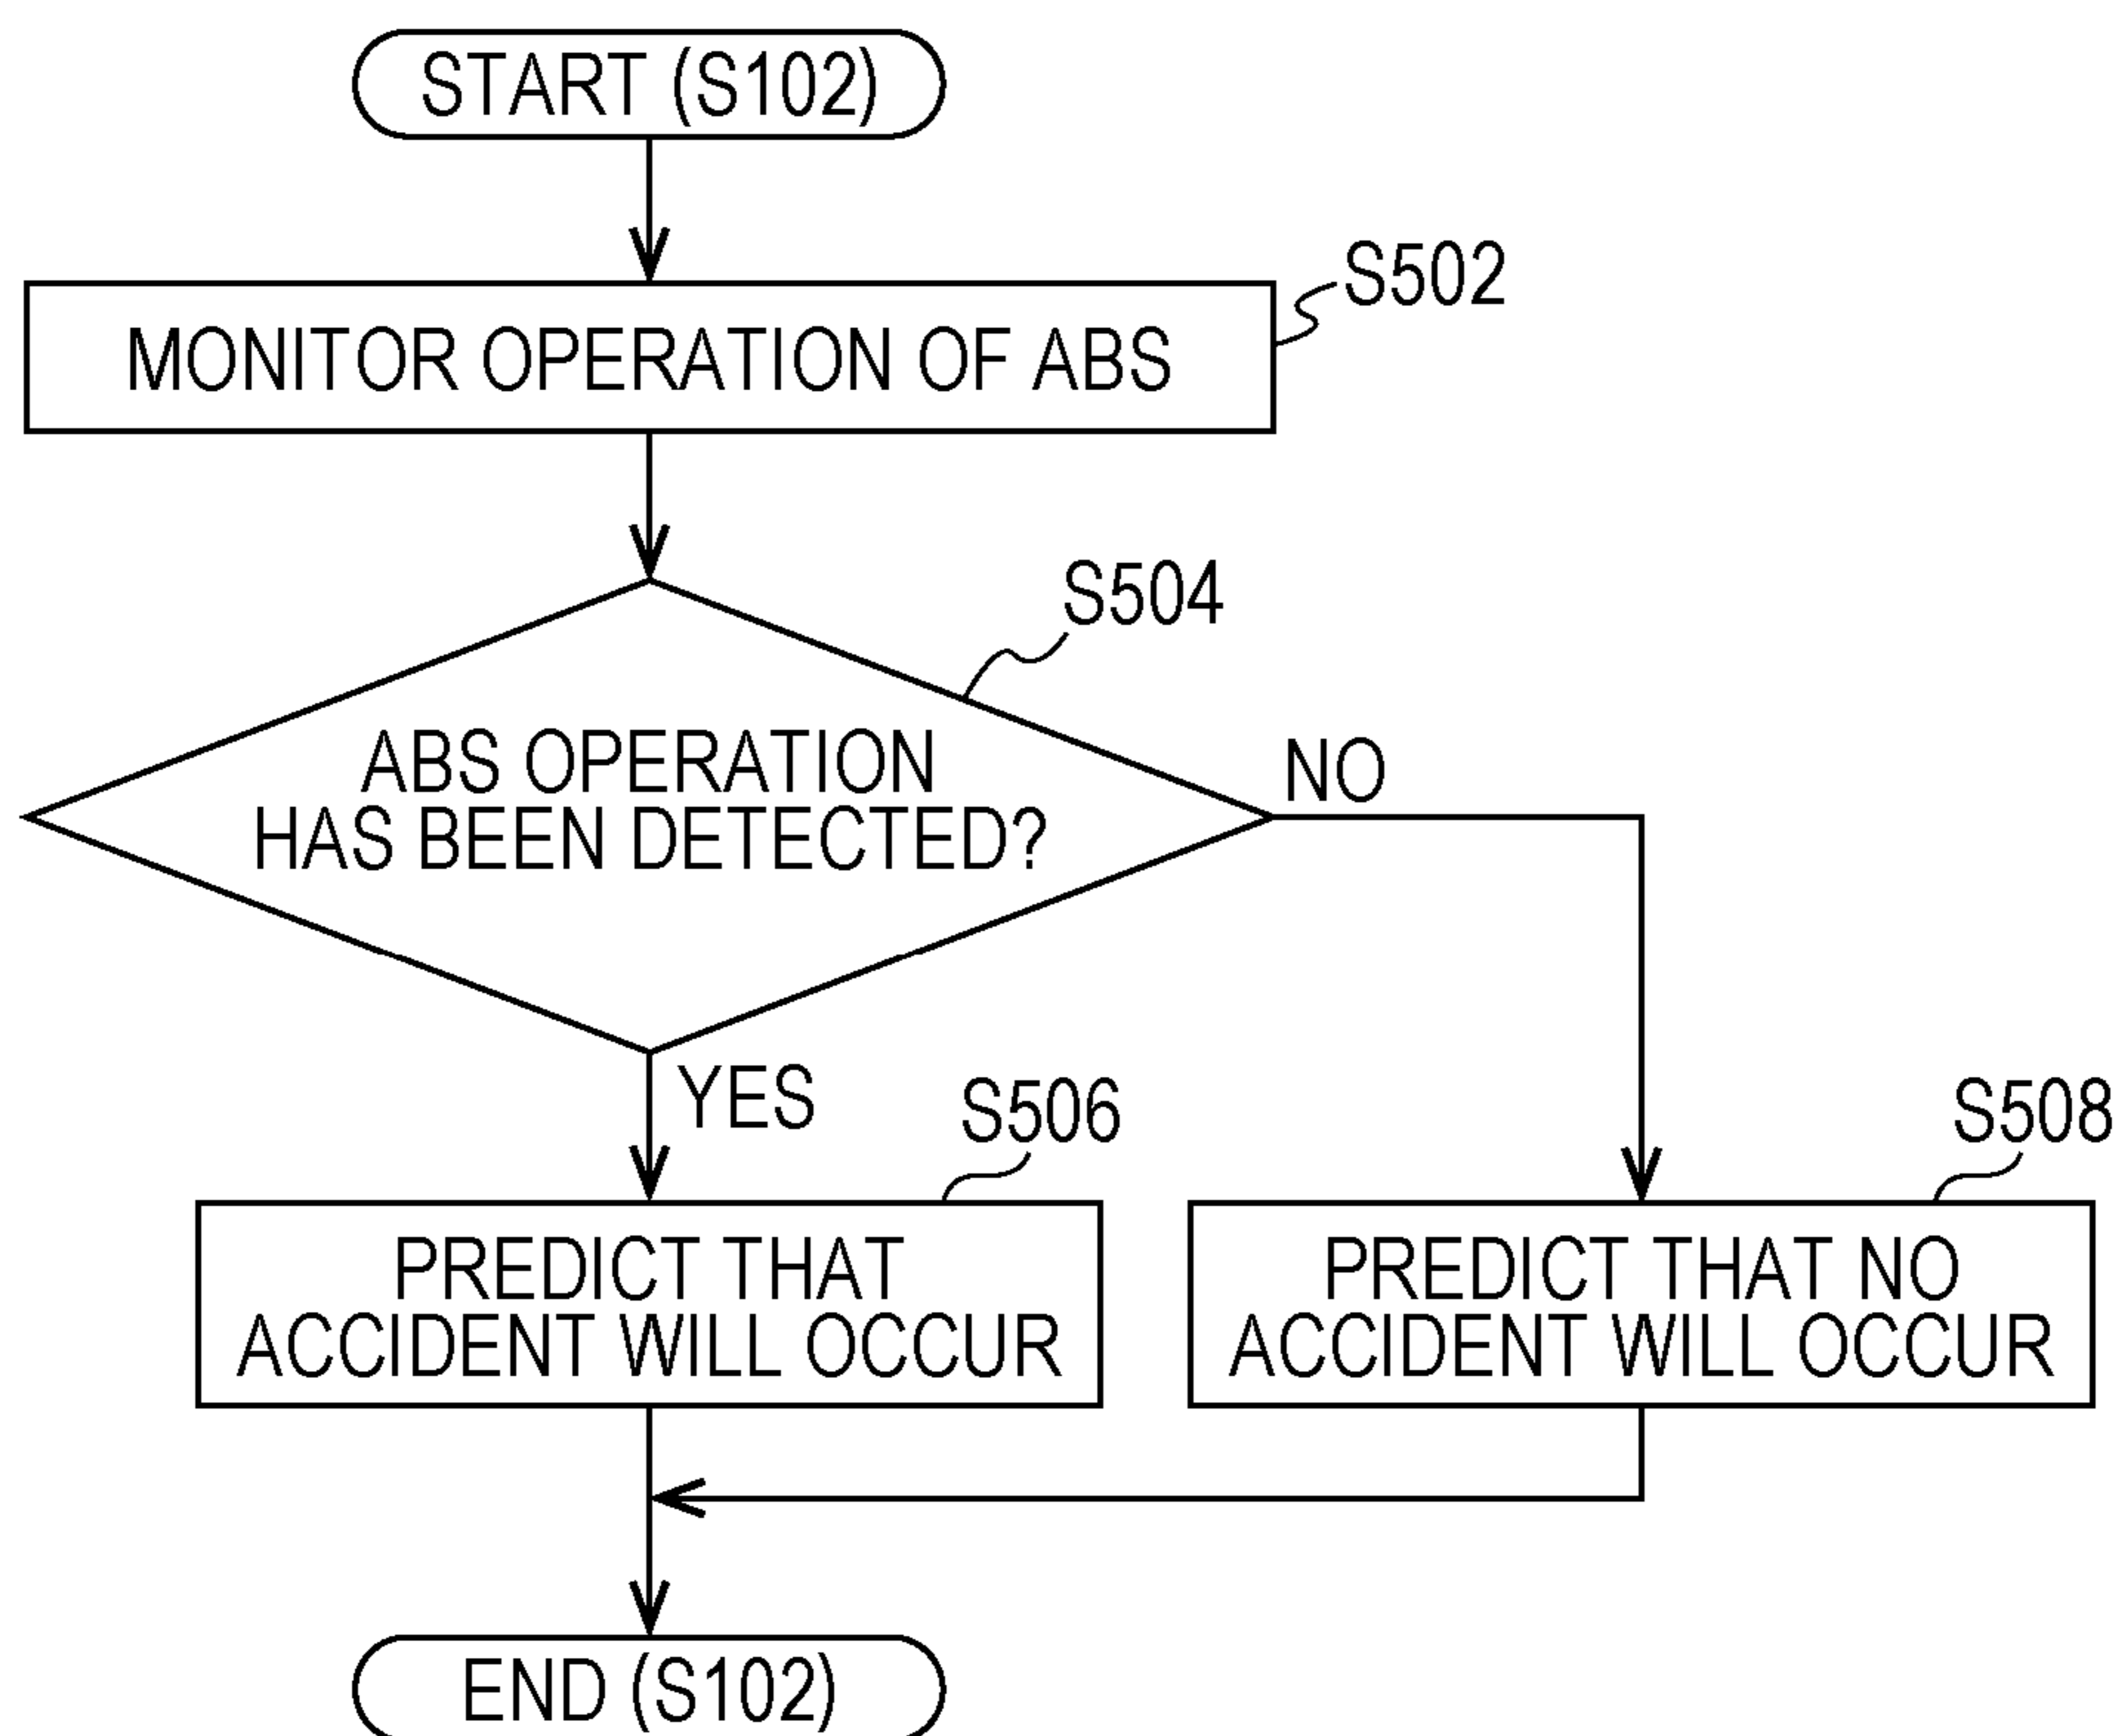 START (S102)
S502
MONITOR OPERATION OF ABS
S504
ABS OPERATION
HAS BEEN DETECTED?
NO
YES
S506
S508
PREDICT THAT
ACCIDENT WILL OCCUR
PREDICT THAT NO
ACCIDENT WILL OCCUR
END (S102)